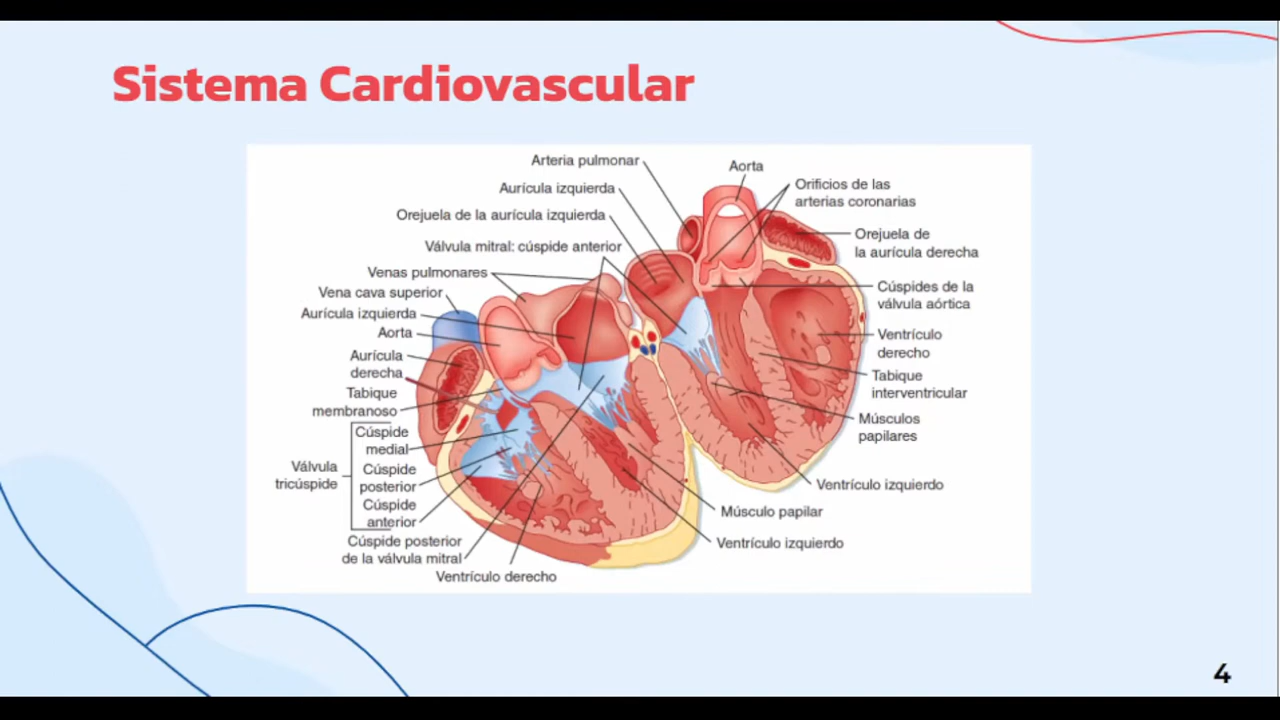 Sistema Cardiovascular
Arteria pulmonar
Aorta
Aurícula izquierda
Orificios de las
arterias coronarias
Orejuela de la aurícula izquierda
Orejuela de
la aurícula derecha
Válvula mitral: cúspide anterior
Venas pulmonares
Cúspides de la
válvula aórtica
Vena cava superior
Aurícula izquierda
Aorta
Ventrículo
derecho
Aurícula
derecha
Tabique
interventricular
Tabique
membranoso
Músculos
papilares
Válvula
tricúspide
Cúspide
medial
Cúspide
posterior
Cúspide
anterior
Ventrículo izquierdo
Músculo papilar
Cúspide posterior
de la válvula mitral
Ventrículo izquierdo
Ventrículo derecho
4